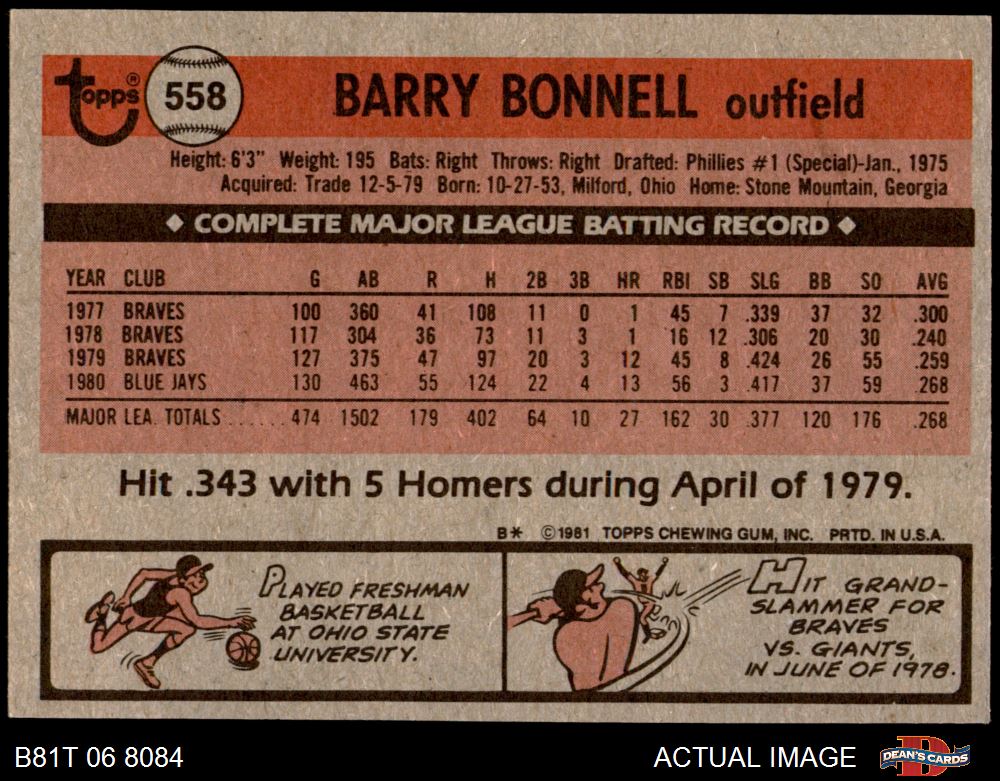 Topps®
558
BARRY BONNELL outfield
Height: 6'3" Weight: 195 Bats: Right Throws: Right Drafted: Phillies #1 (Special)-Jan., 1975
Acquired: Trade 12-5-79 Born: 10-27-53, Milford, Ohio Home: Stone Mountain, Georgia
◆ COMPLETE MAJOR LEAGUE BATTING RECORD ◆
YEAR CLUB G AB R H 2B 3B HR RBI SB SLG BB SO AVG
1977 BRAVES 100 360 41 108 11 0 1 45 7 .339 37 32 .300
1978 BRAVES 117 304 36 73 11 3 1 16 12 .306 20 30 .240
1979 BRAVES 127 375 47 97 20 3 12 45 8 .424 26 55 .259
1980 BLUE JAYS 130 463 55 124 22 4 13 56 3 .417 37 59 .268
MAJOR LEA. TOTALS ...... 474 1502 179 402 64 10 27 162 30 .377 120 176 .268
Hit .343 with 5 Homers during April of 1979.
B* ©1981 TOPPS CHEWING GUM, INC. PRTD. IN U.S.A.
PLAYED FRESHMAN
BASKETBALL
AT OHIO STATE
UNIVERSITY.
HIT GRAND-
SLAMMER FOR
BRAVES
VS. GIANTS,
IN JUNE OF 1978.
B81T 06 8084
ACTUAL IMAGE
DEAN'S CARDS